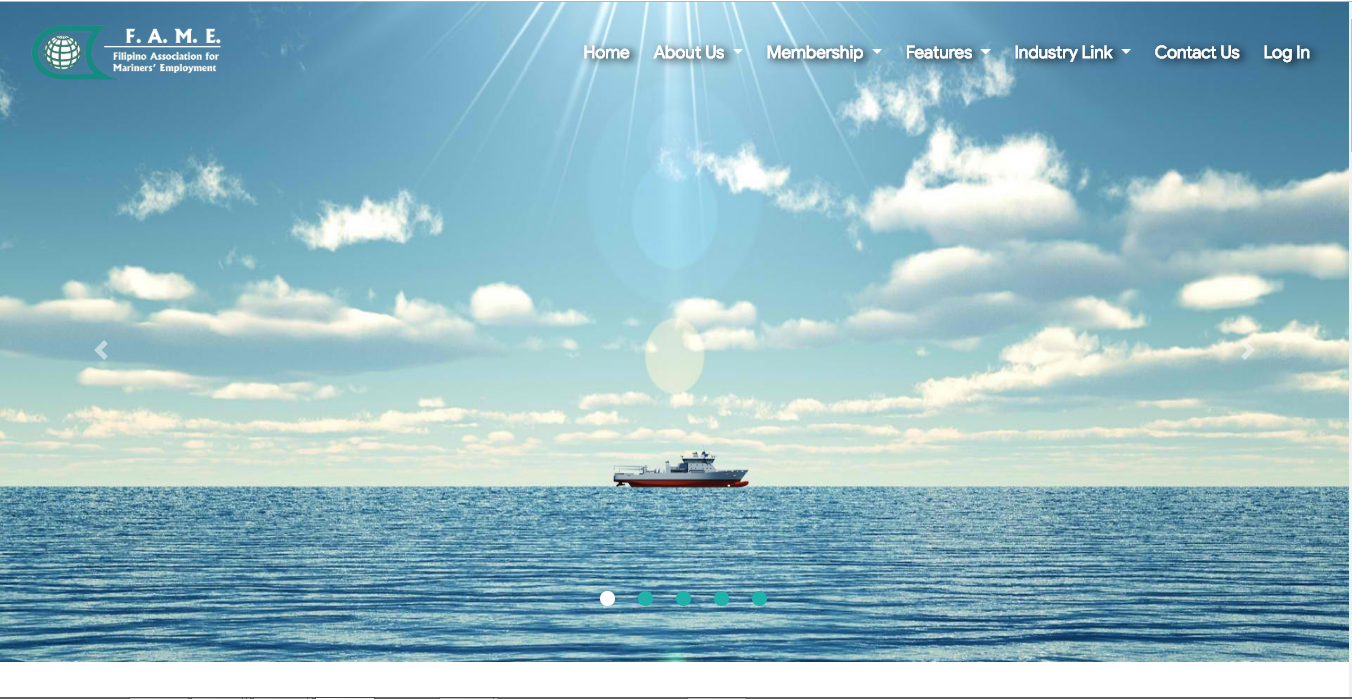 F. A. M. E.
Filipino Association for
Mariners' Employment
Home About Us Membership Features Industry Link Contact Us Log In